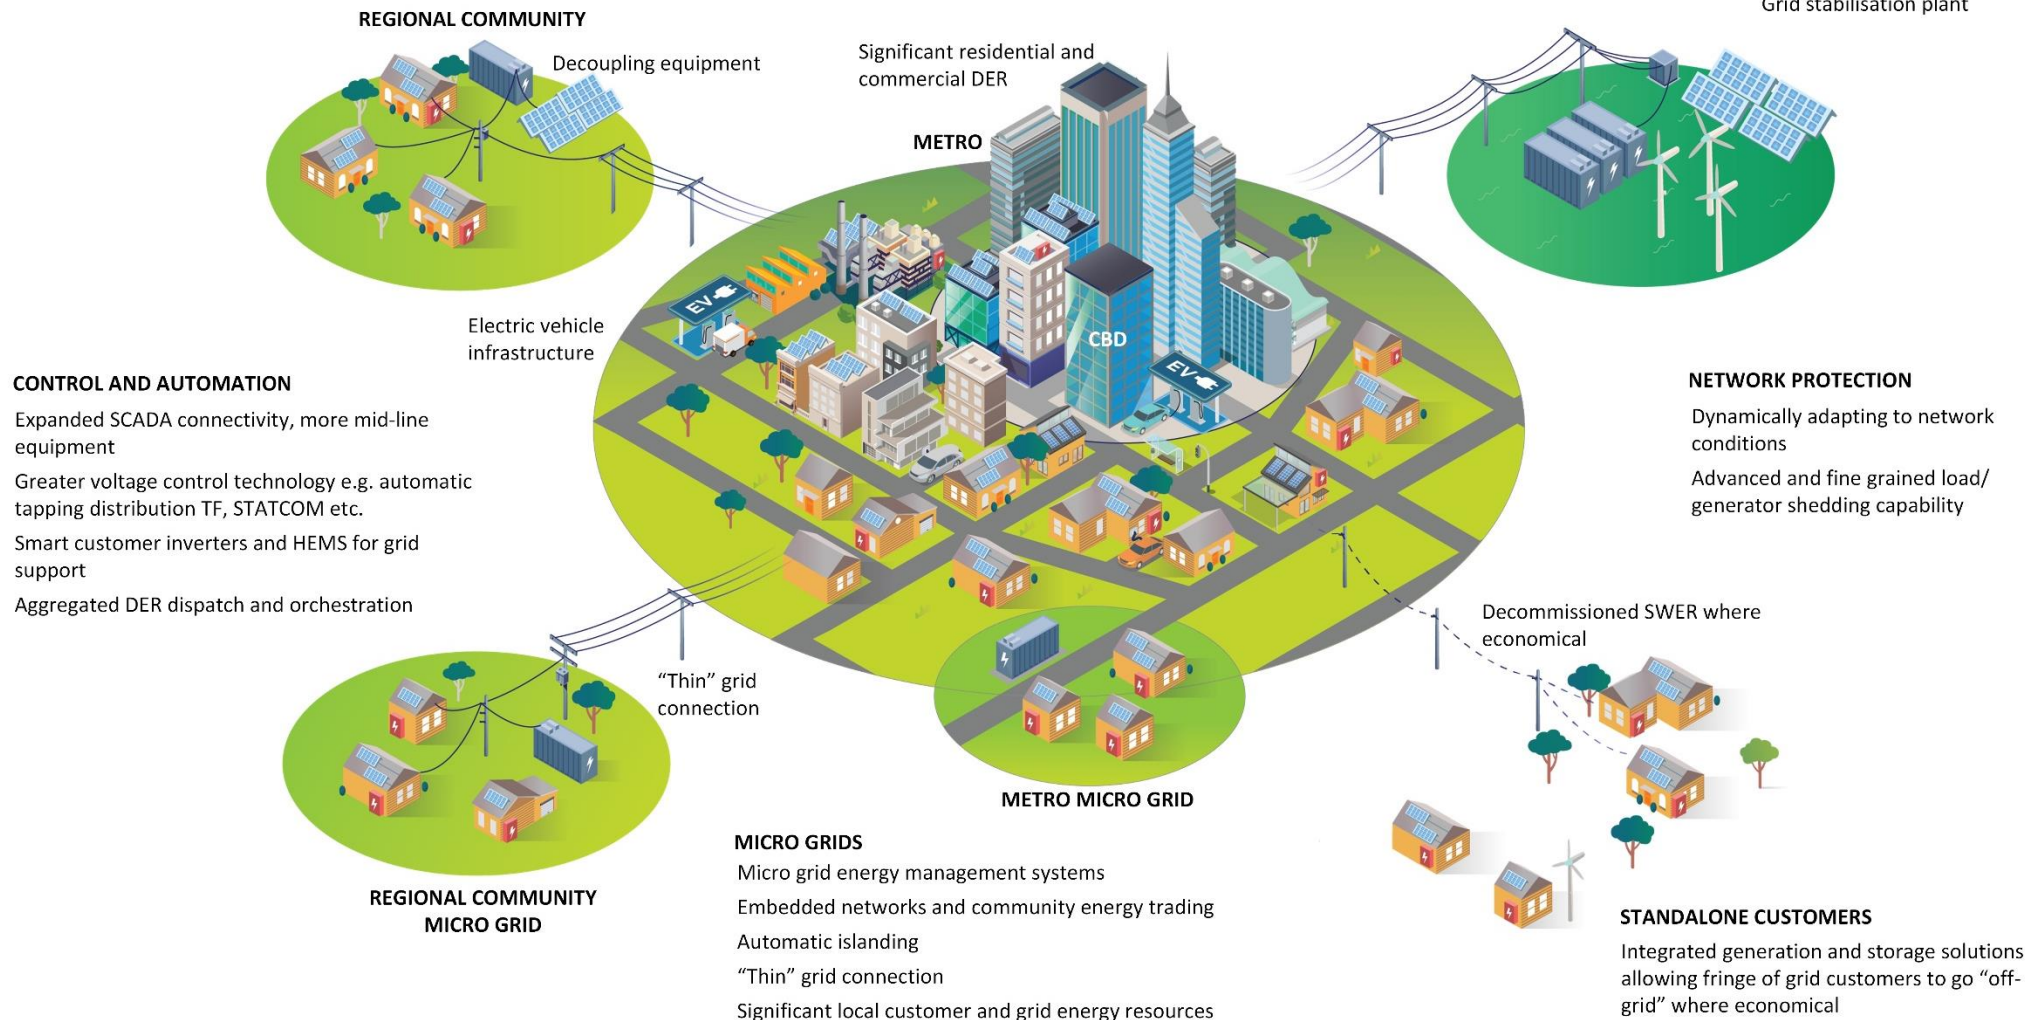 Grid stabilisation plant
REGIONAL COMMUNITY
Decoupling equipment
Significant residential and
commercial DER
METRO
EV
CBD
EV
Electric vehicle
infrastructure
CONTROL AND AUTOMATION
Expanded SCADA connectivity, more mid-line
equipment
Greater voltage control technology e.g. automatic
tapping distribution TF, STATCOM etc.
Smart customer inverters and HEMS for grid
support
Aggregated DER dispatch and orchestration
NETWORK PROTECTION
Dynamically adapting to network
conditions
Advanced and fine grained load/
generator shedding capability
Decommissioned SWER where
economical
“Thin” grid
connection
METRO MICRO GRID
REGIONAL COMMUNITY
MICRO GRID
MICRO GRIDS
Micro grid energy management systems
Embedded networks and community energy trading
Automatic islanding
“Thin” grid connection
Significant local customer and grid energy resources
STANDALONE CUSTOMERS
Integrated generation and storage solutions
allowing fringe of grid customers to go “off-
grid” where economical